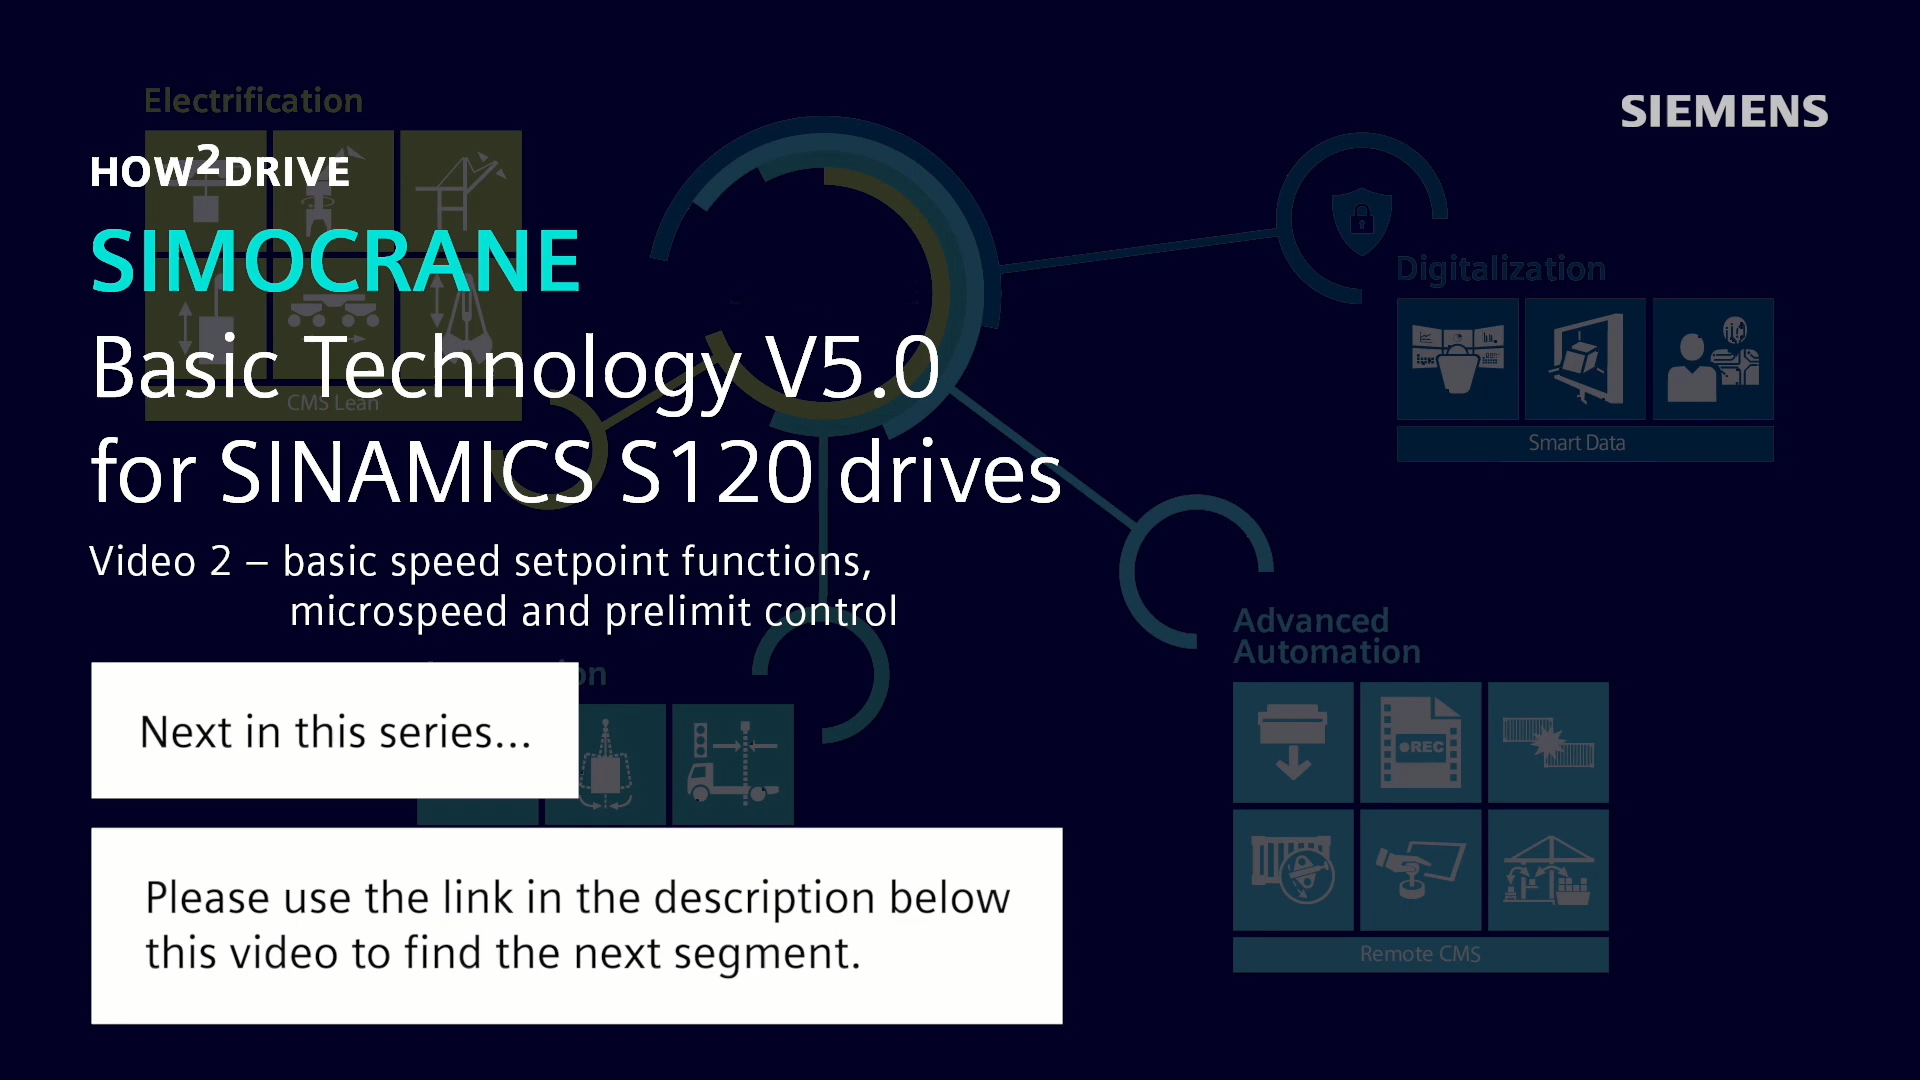 Electrification
SIEMENS
HOW2DRIVE
SIMOCRANE
Basic Technology V5.0
for SINAMICS S120 drives
CMS Lean
Video 2 – basic speed setpoint functions,
microspeed and prelimit control
Digitalization
Smart Data
Advanced
Automation
REC
Remote CMS
Next in this series...
Please use the link in the description below
this video to find the next segment.